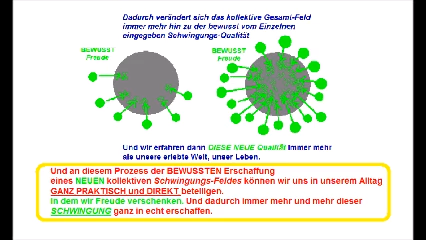 Dadurch verändert sich das kollektive Gesamt-Feld
immer mehr hin zu der bewusst vom Einzelnen
eingegeben Schwingungs-Qualität
BEWUSST
Freude
BEWUSST
Freude
Und wir erfahren dann DIESE NEUE Qualität immer mehr
als unsere erlebte Welt, unser Leben.
Und an diesem Prozess der BEWUSSTEN Erschaffung
eines NEUEN kollektiven Schwingungs-Feldes können wir uns in unserem Alltag
GANZ PRAKTISCH und DIREKT beteiligen.
In dem wir Freude verschenken. Und dadurch immer mehr und mehr dieser
SCHWINGUNG ganz in echt erschaffen.